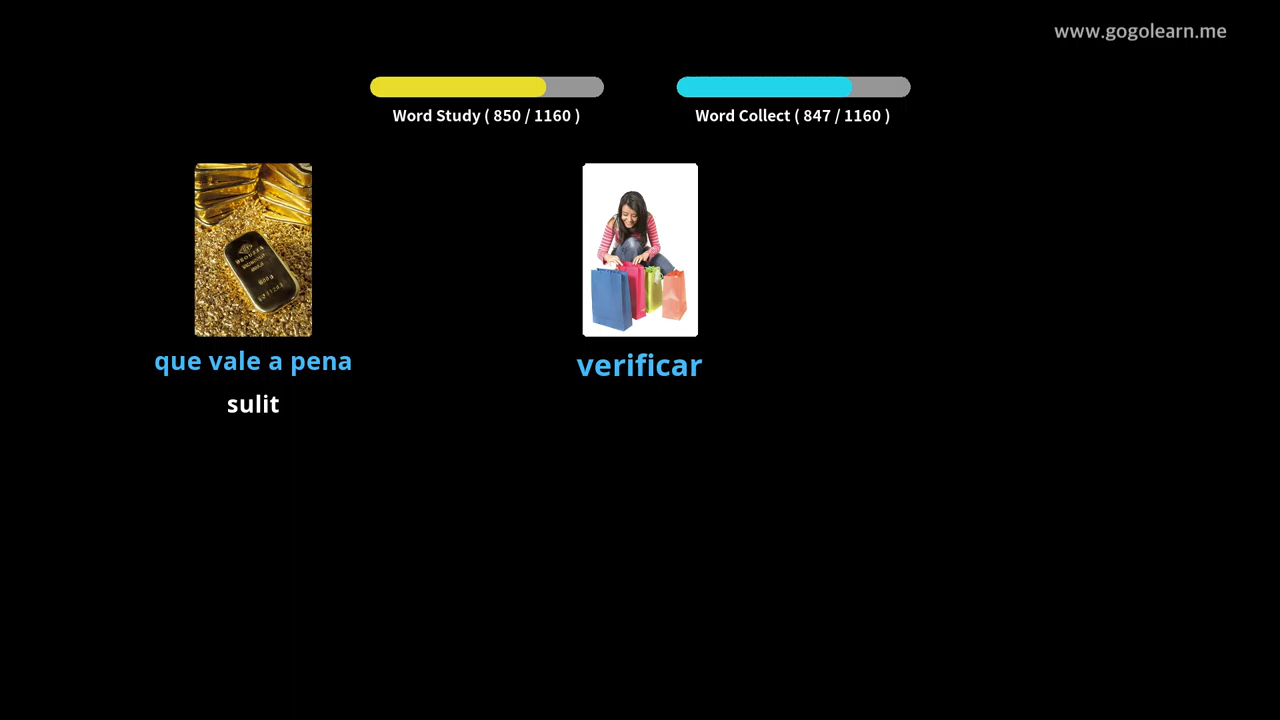 www.gogolearn.me
Word Study ( 850 / 1160 )
Word Collect ( 847 / 1160 )
que vale a pena
sulit
verificar